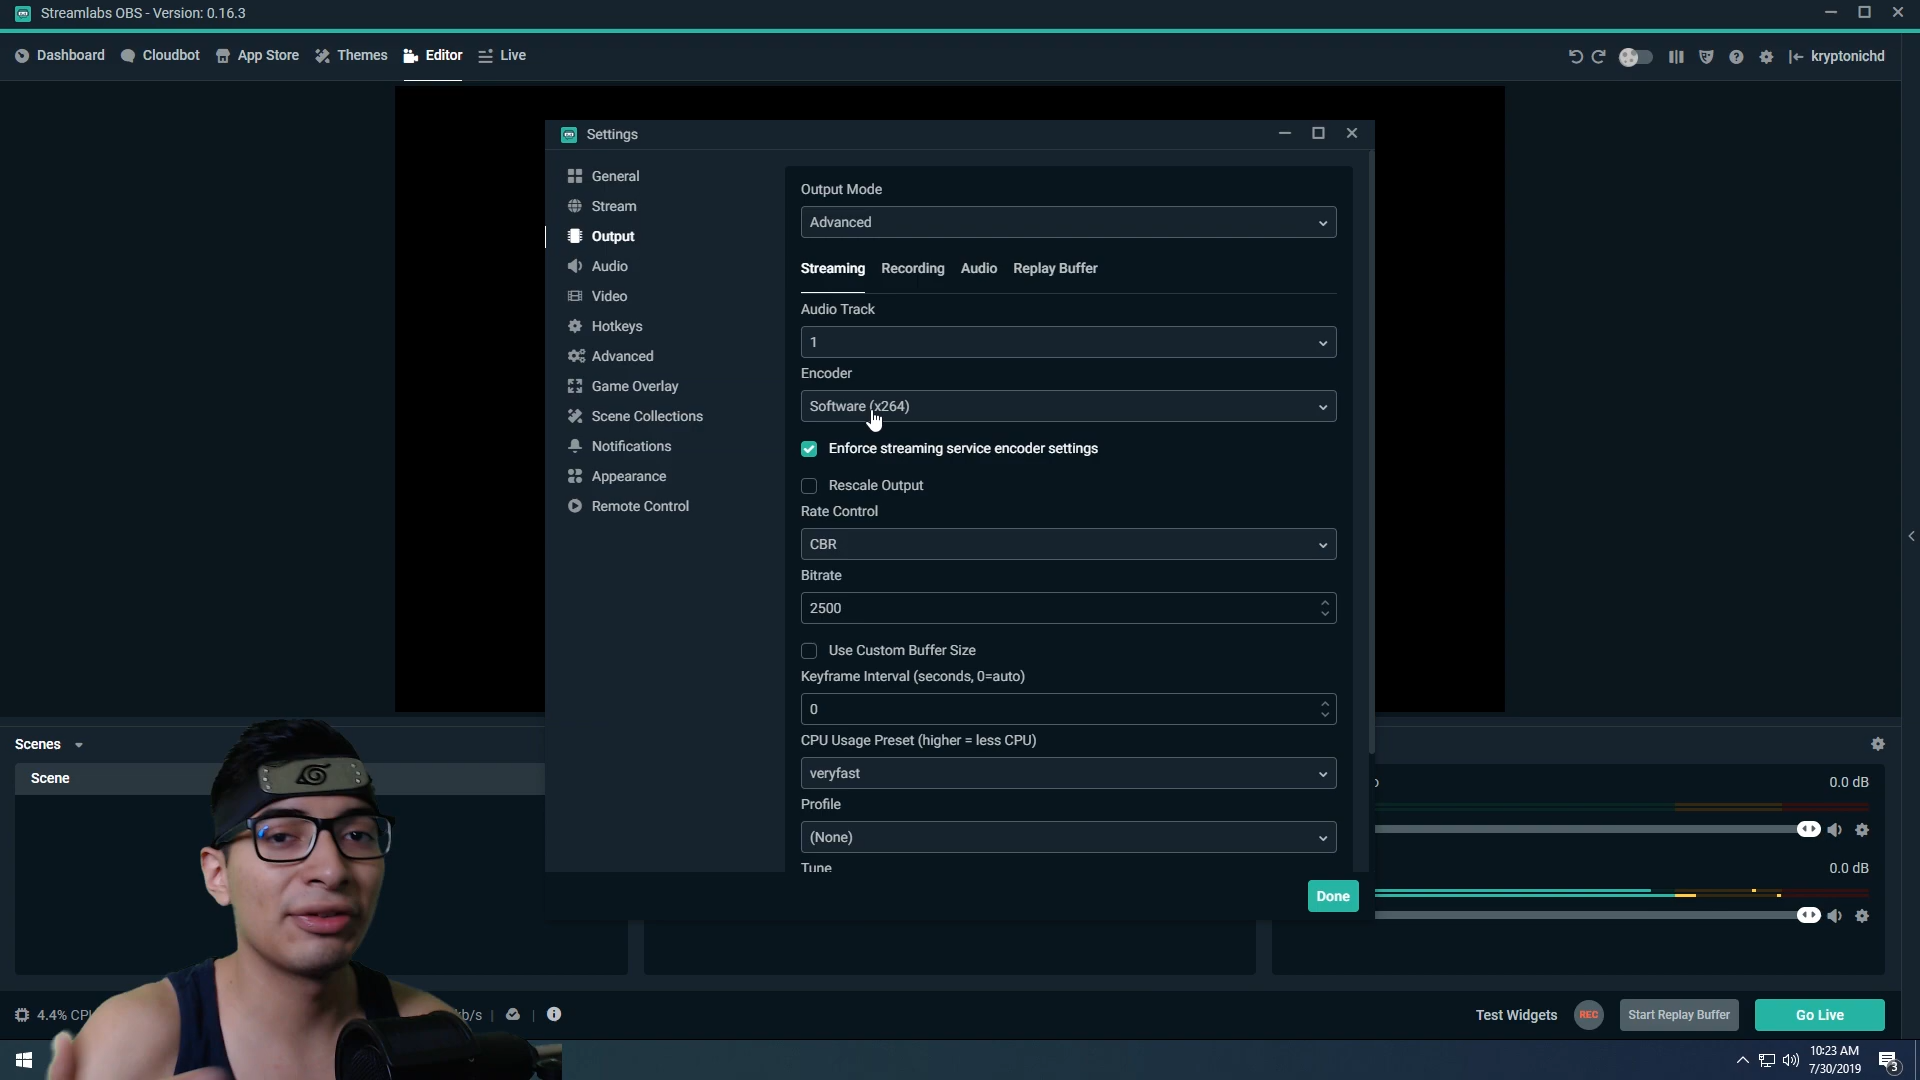 Streamlabs OBS - Version: 0.16.3
Dashboard Cloudbot App Store Themes Editor Live
kryptonichd
Settings
General
Stream
Output
Audio
Video
Hotkeys
Advanced
Game Overlay
Scene Collections
Notifications
Appearance
Remote Control
Output Mode
Advanced
Streaming Recording Audio Replay Buffer
Audio Track
1
Encoder
Software (x264)
Enforce streaming service encoder settings
Rescale Output
Rate Control
CBR
Bitrate
2500
Use Custom Buffer Size
Keyframe Interval (seconds, 0=auto)
0
CPU Usage Preset (higher = less CPU)
veryfast
Profile
(None)
Tune
Done
Scenes
Scene
0.0 dB
0.0 dB
4.4% CPU
kb/s
Test Widgets REC Start Replay Buffer Go Live
10:23 AM
7/30/2019
3